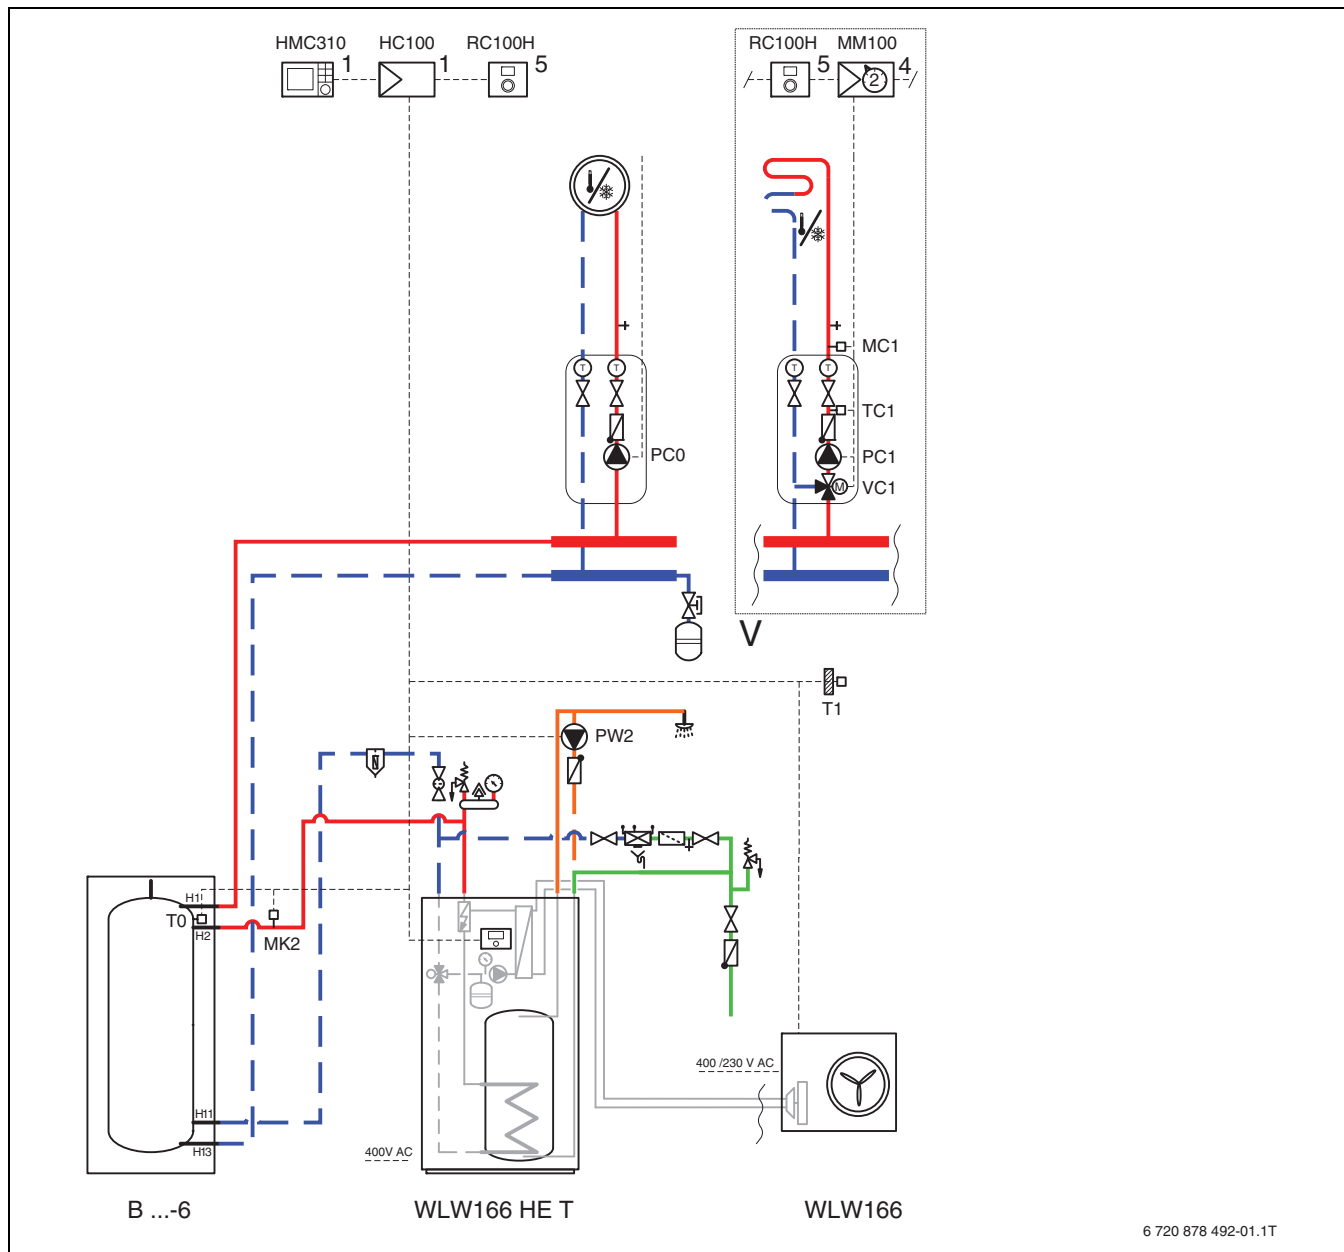 HMC310 HC100 RC100H RC100H MM100
1 1 5 5 2 4
MC1
T T T T
TC1
PC0 PC1
M VC1
V
T1
PW2
H1
T0
H2
MK2
H11
H13
400 /230 V AC
400V AC
B ...-6 WLW166 HE T WLW166
6 720 878 492-01.1T